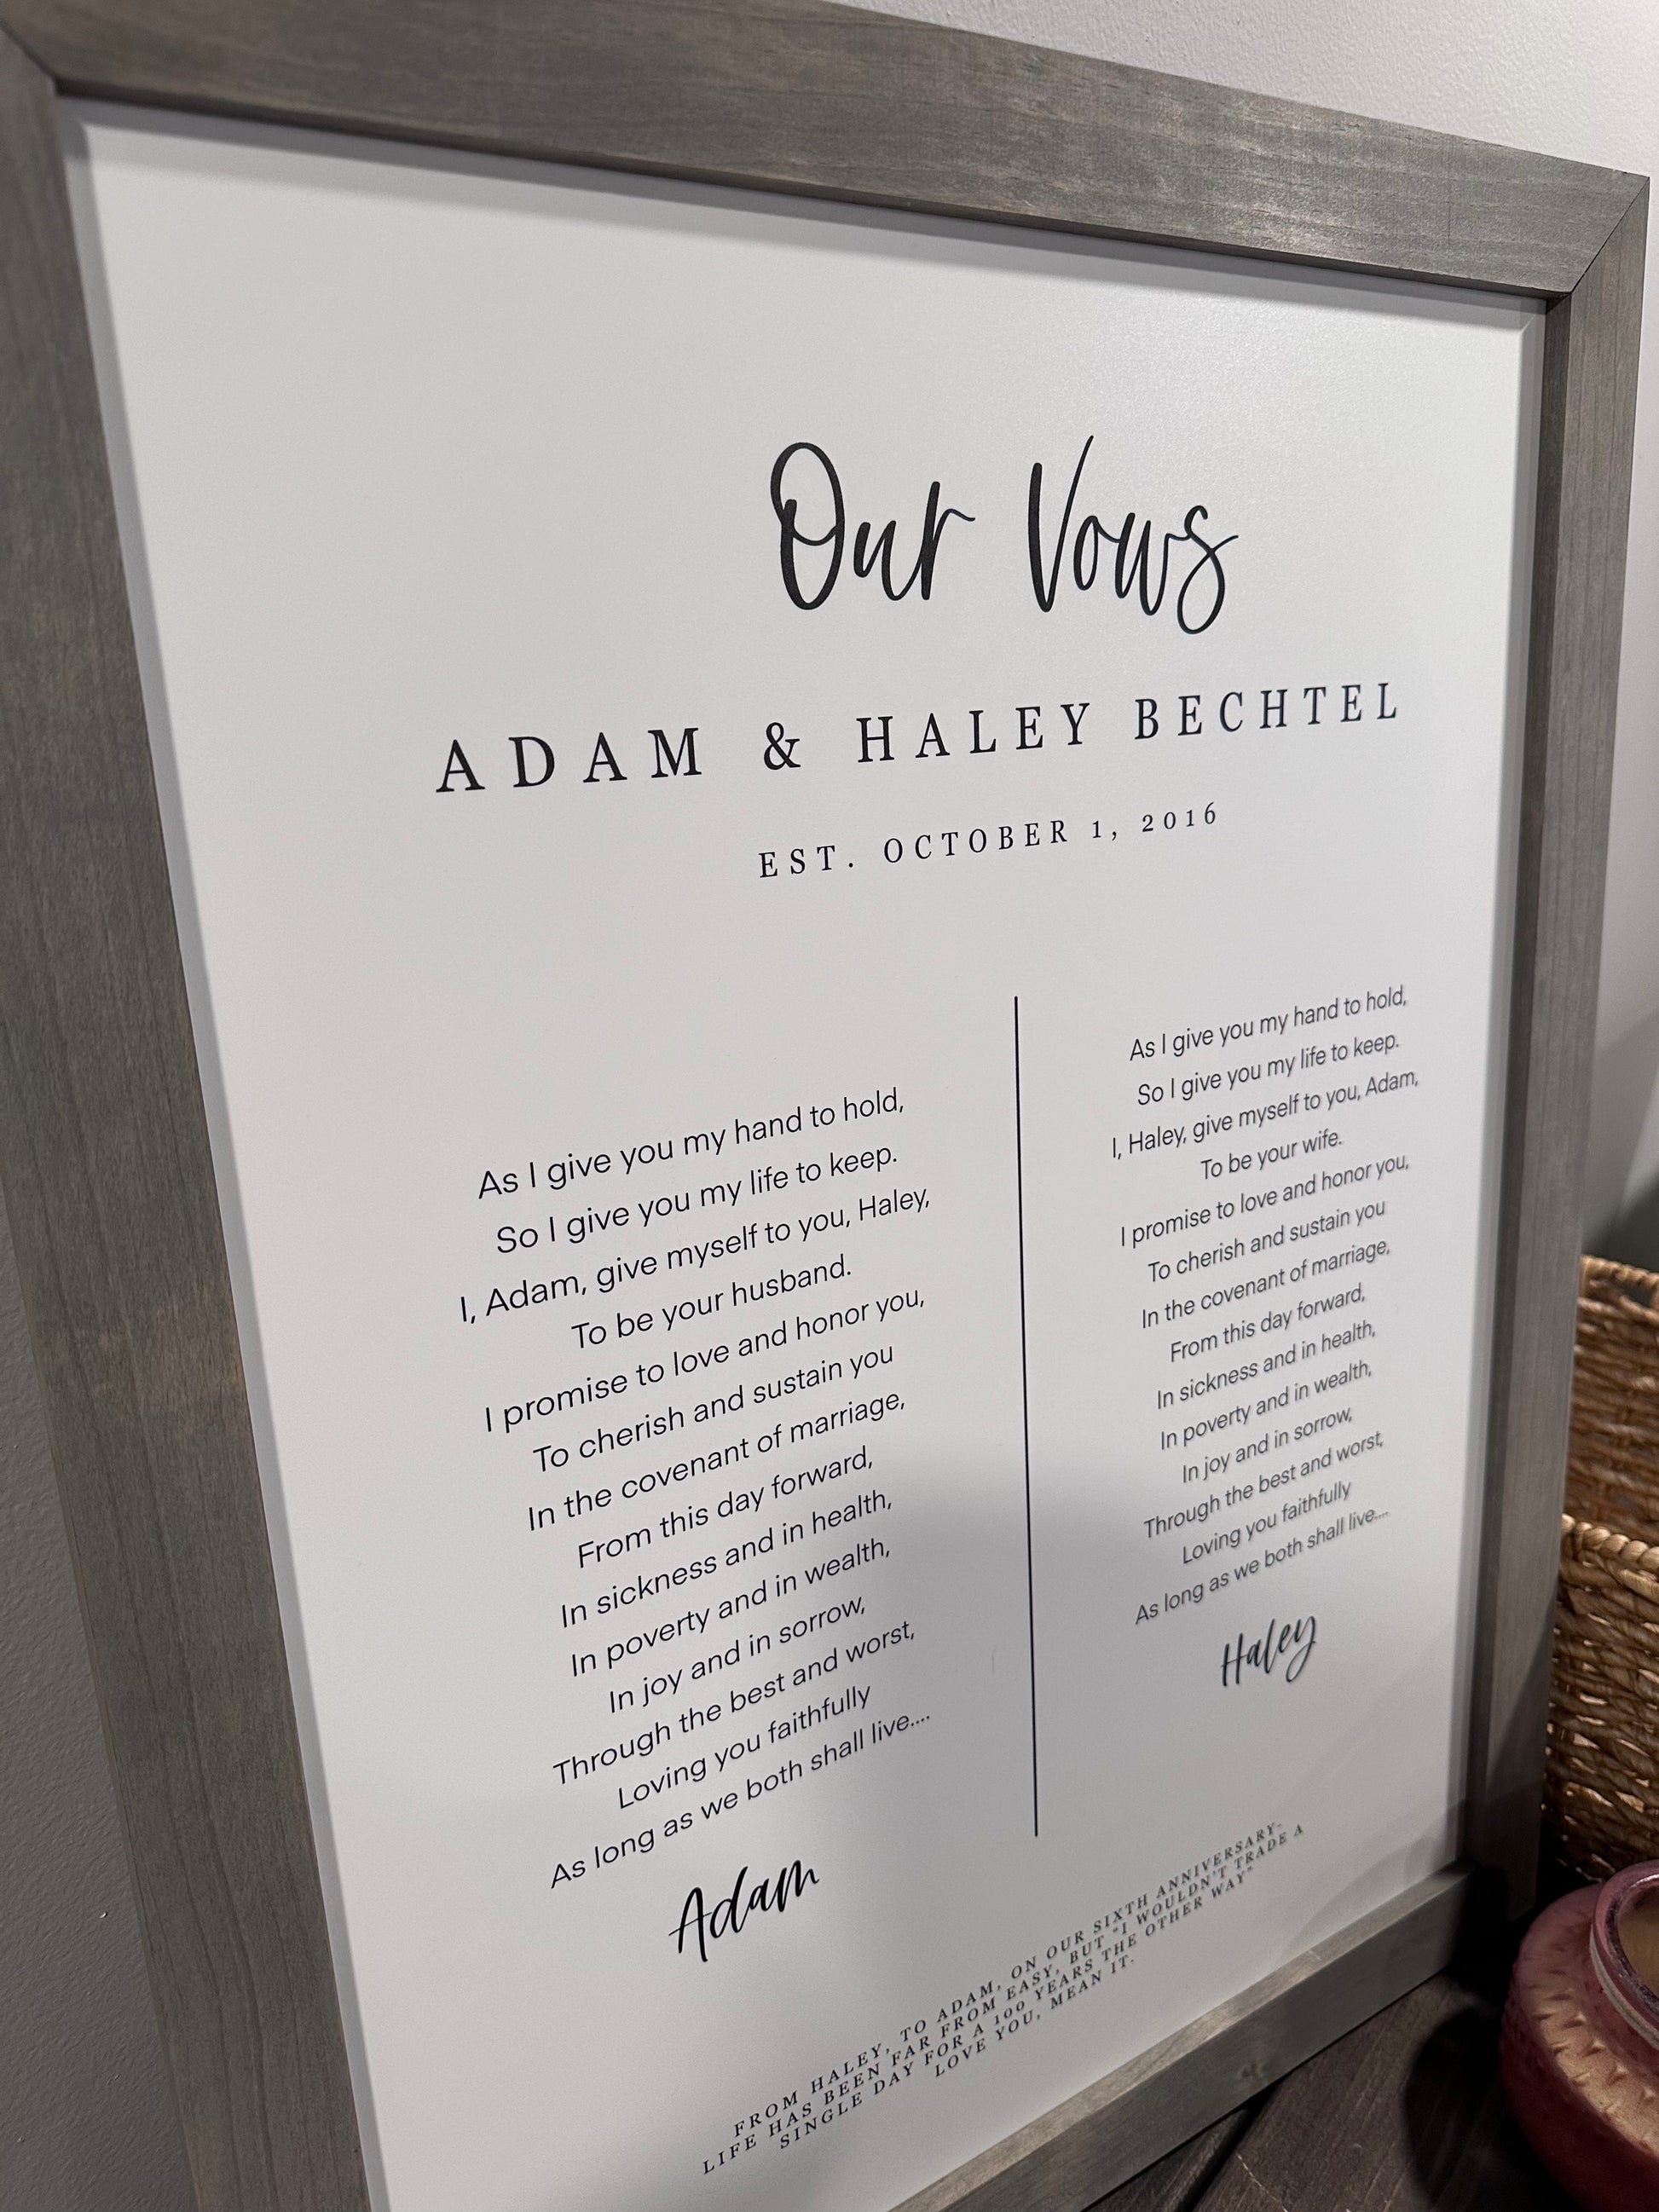 Our Vows
ADAM & HALEY BECHTEL
EST. OCTOBER 1, 2016
As I give you my hand to hold,
So I give you my life to keep.
I, Adam, give myself to you, Haley,
To be your husband.
I promise to love and honor you,
To cherish and sustain you
In the covenant of marriage,
From this day forward,
In sickness and in health,
In poverty and in wealth,
In joy and in sorrow,
Through the best and worst,
Loving you faithfully
As long as we both shall live....
Adam
As I give you my hand to hold,
So I give you my life to keep.
I, Haley, give myself to you, Adam,
To be your wife.
I promise to love and honor you,
To cherish and sustain you
In the covenant of marriage,
From this day forward,
In sickness and in health,
In poverty and in wealth,
In joy and in sorrow,
Through the best and worst,
Loving you faithfully
As long as we both shall live....
Haley
FROM HALEY, TO ADAM, ON OUR SIXTH ANNIVERSARY-
LIFE HAS BEEN FAR FROM EASY, BUT "I WOULDN'T TRADE A
SINGLE DAY FOR A 100 YEARS THE OTHER WAY"
LOVE YOU, MEAN IT.